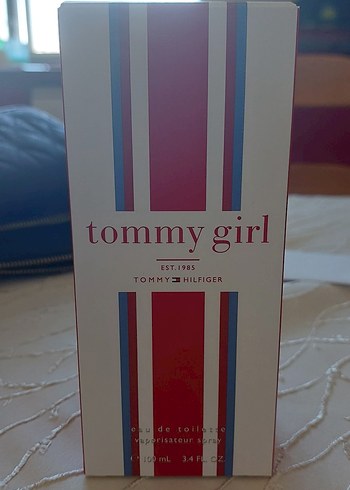 tommy girl
EST. 1985
TOMMY HILFIGER
eau de toilette
vaporisateur spray
100 mL 3.4 FL. OZ.